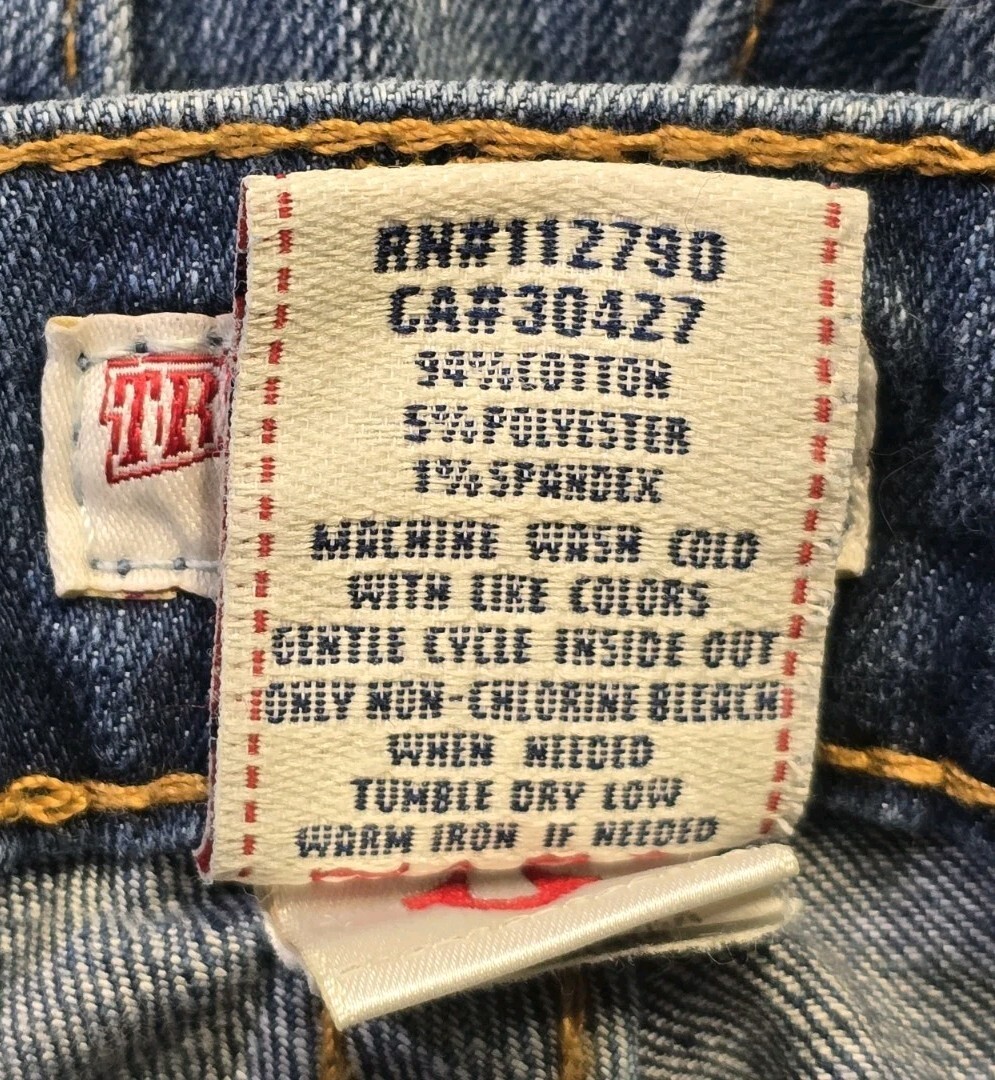 RN#112790
CA#30427
94%COTTON
5%POLYESTER
1%SPANDEX
MACHINE WASH COLD
WITH LIKE COLORS
GENTLE CYCLE INSIDE OUT
ONLY NON-CHLORINE BLEACH
WHEN NEEDED
TUMBLE DRY LOW
WARM IRON IF NEEDED
TR